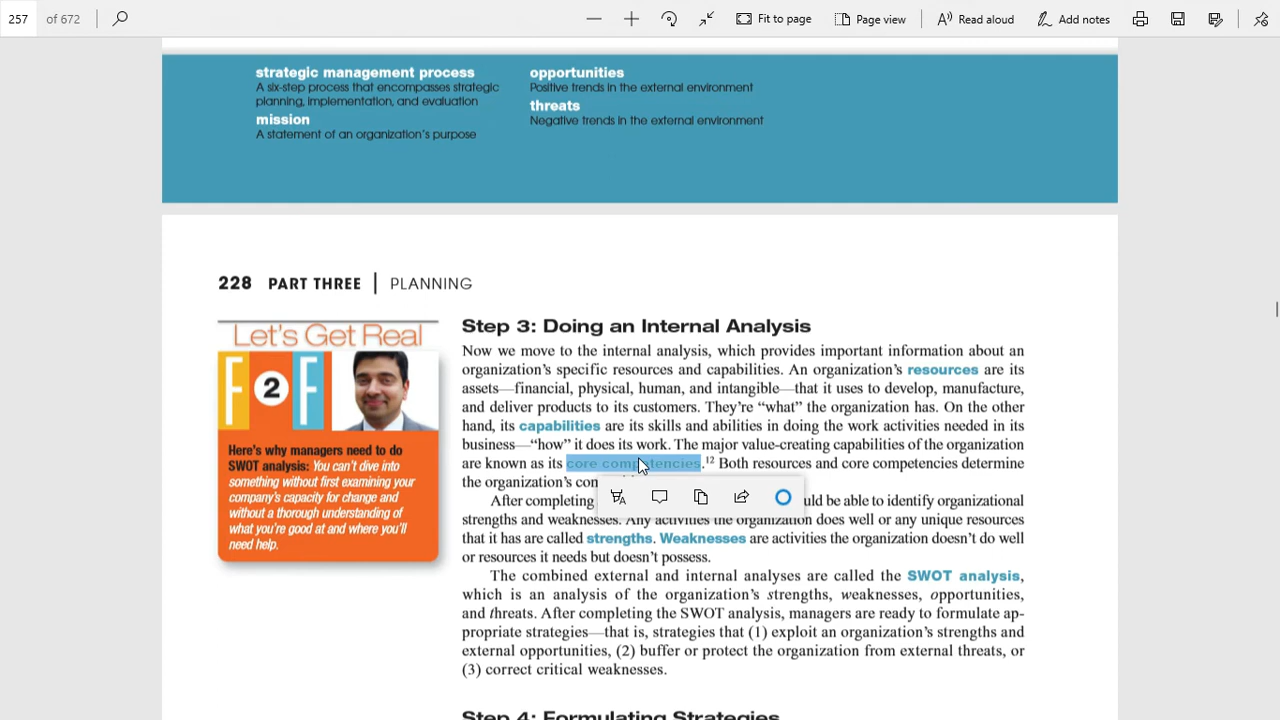 257 of 672
Fit to page
Page view
Read aloud
Add notes
strategic management process
A six-step process that encompasses strategic
planning, implementation, and evaluation
mission
A statement of an organization's purpose
opportunities
Positive trends in the external environment
threats
Negative trends in the external environment
228 PART THREE | PLANNING
Let's Get Real
F 2 F
Here's why managers need to do
SWOT analysis: You can't dive into
something without first examining your
company's capacity for change and
without a thorough understanding of
what you're good at and where you'll
need help.
Step 3: Doing an Internal Analysis
Now we move to the internal analysis, which provides important information about an
organization's specific resources and capabilities. An organization's resources are its
assets—financial, physical, human, and intangible—that it uses to develop, manufacture,
and deliver products to its customers. They're “what” the organization has. On the other
hand, its capabilities are its skills and abilities in doing the work activities needed in its
business—“how” it does its work. The major value-creating capabilities of the organization
are known as its core competencies.12 Both resources and core competencies determine
the organization's
After completing be able to identify organizational
strengths and weaknesses. Any activities the organization does well or any unique resources
that it has are called strengths. Weaknesses are activities the organization doesn't do well
or resources it needs but doesn't possess.
The combined external and internal analyses are called the SWOT analysis,
which is an analysis of the organization's strengths, weaknesses, opportunities,
and threats. After completing the SWOT analysis, managers are ready to formulate ap-
propriate strategies—that is, strategies that (1) exploit an organization's strengths and
external opportunities, (2) buffer or protect the organization from external threats, or
(3) correct critical weaknesses.
Step 4: Formulating Strategies